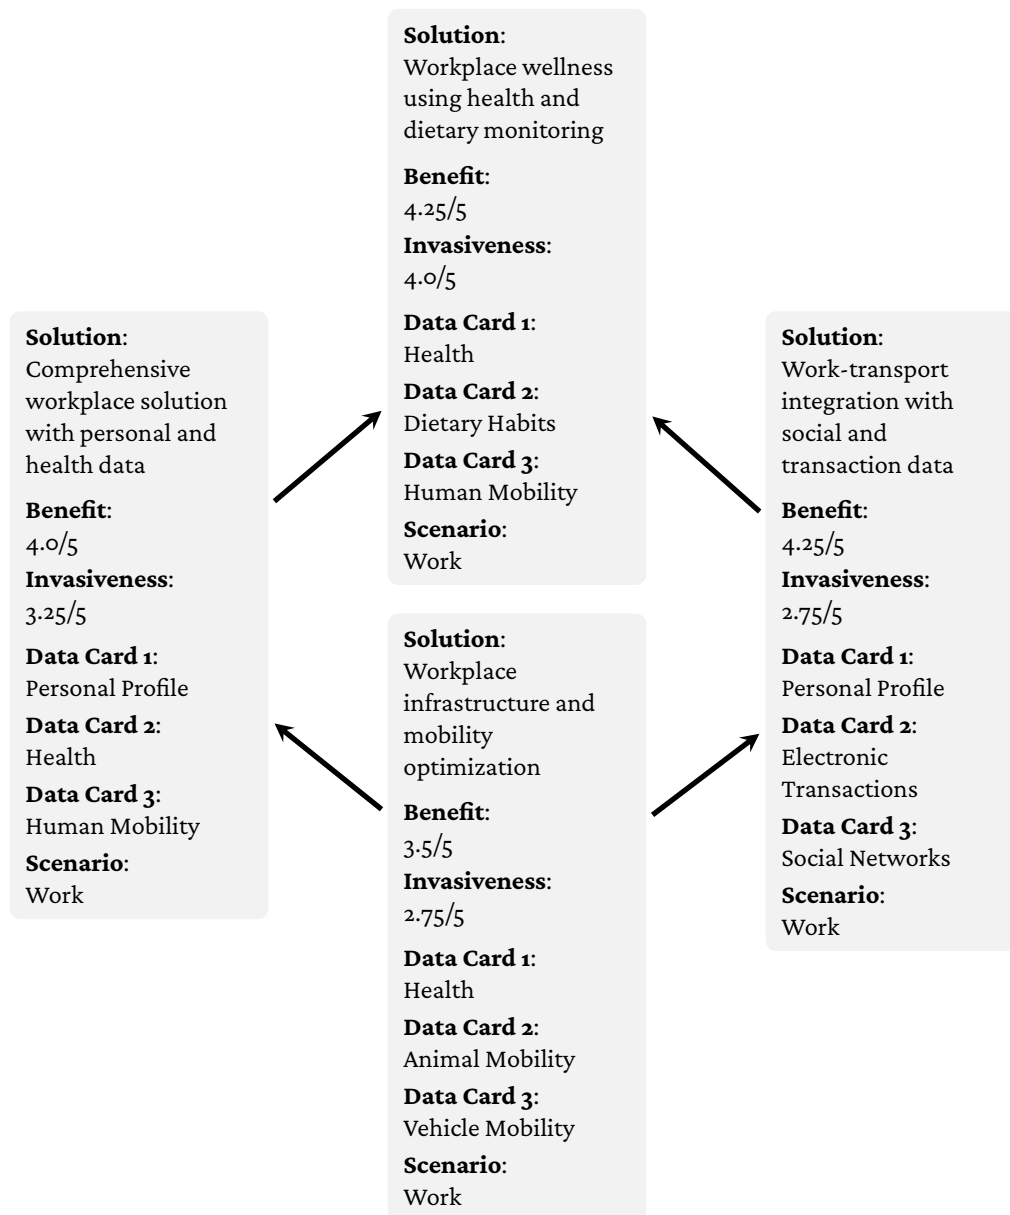 Solution:
Workplace wellness
using health and
dietary monitoring
Benefit:
4.25/5
Invasiveness:
4.0/5
Data Card 1:
Health
Data Card 2:
Dietary Habits
Data Card 3:
Human Mobility
Scenario:
Work
Solution:
Comprehensive
workplace solution
with personal and
health data
Benefit:
4.0/5
Invasiveness:
3.25/5
Data Card 1:
Personal Profile
Data Card 2:
Health
Data Card 3:
Human Mobility
Scenario:
Work
Solution:
Work-transport
integration with
social and
transaction data
Benefit:
4.25/5
Invasiveness:
2.75/5
Data Card 1:
Personal Profile
Data Card 2:
Electronic
Transactions
Data Card 3:
Social Networks
Scenario:
Work
Solution:
Workplace
infrastructure and
mobility
optimization
Benefit:
3.5/5
Invasiveness:
2.75/5
Data Card 1:
Health
Data Card 2:
Animal Mobility
Data Card 3:
Vehicle Mobility
Scenario:
Work